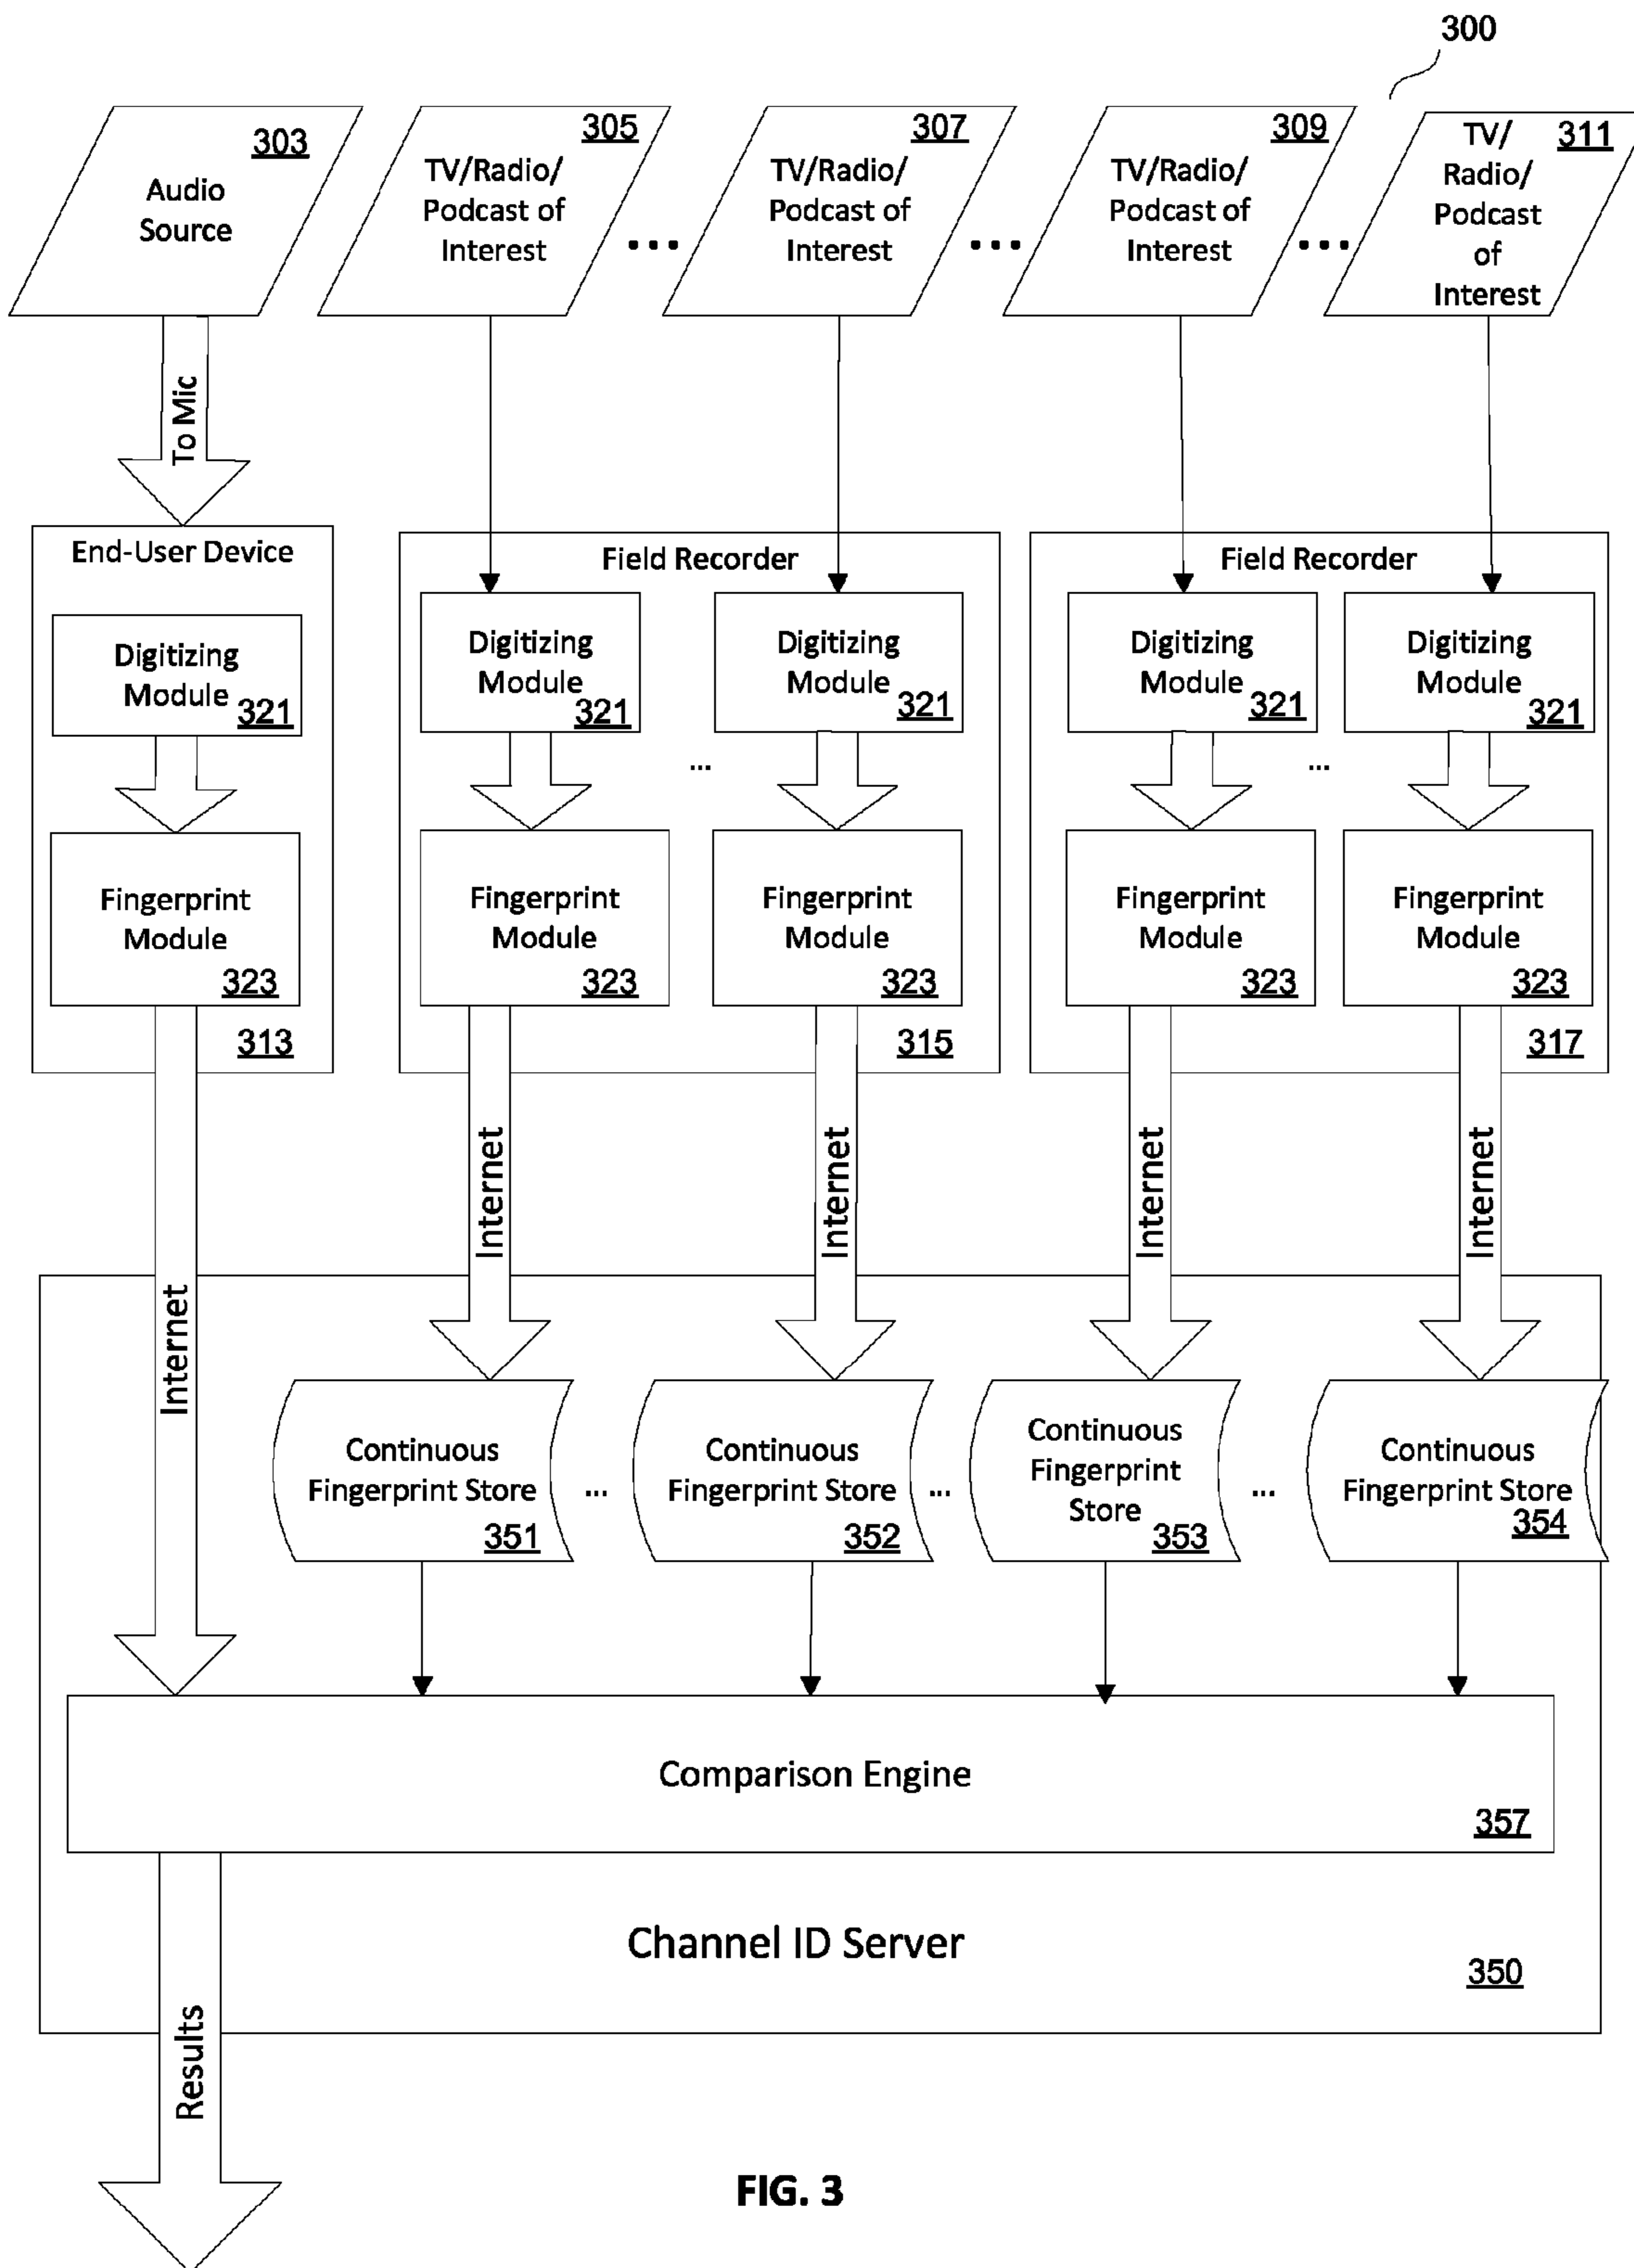 300
303
Audio
Source
305
TV/Radio/
Podcast of
Interest
...
307
TV/Radio/
Podcast of
Interest
...
309
TV/Radio/
Podcast of
Interest
...
311
TV/
Radio/
Podcast
of
Interest
To Mic
End-User Device
Digitizing
Module
321
Fingerprint
Module
323
313
Field Recorder
Digitizing
Module
321
Digitizing
Module
321
...
Fingerprint
Module
323
Fingerprint
Module
323
315
Field Recorder
Digitizing
Module
321
Digitizing
Module
321
...
Fingerprint
Module
323
Fingerprint
Module
323
317
Internet
Internet
Internet
Internet
Internet
Continuous
Fingerprint Store
351
...
Continuous
Fingerprint Store
352
...
Continuous
Fingerprint
Store
353
...
Continuous
Fingerprint Store
354
Comparison Engine
357
Channel ID Server
350
Results
FIG. 3